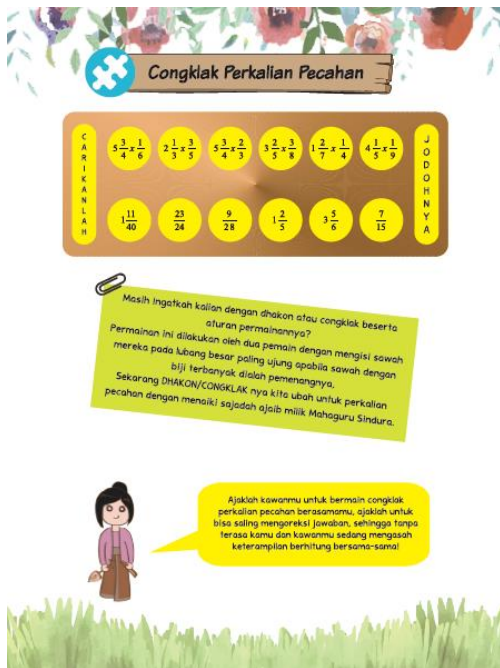 Congklak Perkalian Pecahan
CARIKANLAH
5 3/4 x 1/6
2 1/3 x 3/5
5 3/4 x 2/3
3 2/5 x 3/8
1 2/7 x 1/4
4 1/5 x 1/9
JODOHNYA
1 11/40
23/24
9/28
1 2/5
3 5/6
7/15
Masih Ingatkah kalian dengan dhakon atau congklak beserta
aturan permainannya?
Permainan ini dilakukan oleh dua pemain dengan mengisi sawah
mereka pada lubang besar paling ujung apabila sawah dengan
biji terbanyak dialah pemenangnya.
Sekarang DHAKON/CONGKLAK nya kita ubah untuk perkalian
pecahan dengan menaiki sajadah ajaib milik Mahaguru Sindura.
Ajaklah kawanmu untuk bermain congklak
perkalian pecahan berasamamu, ajaklah untuk
bisa saling mengoreksi jawaban, sehingga tanpa
terasa kamu dan kawanmu sedang mengasah
keterampilan berhitung bersama-sama!